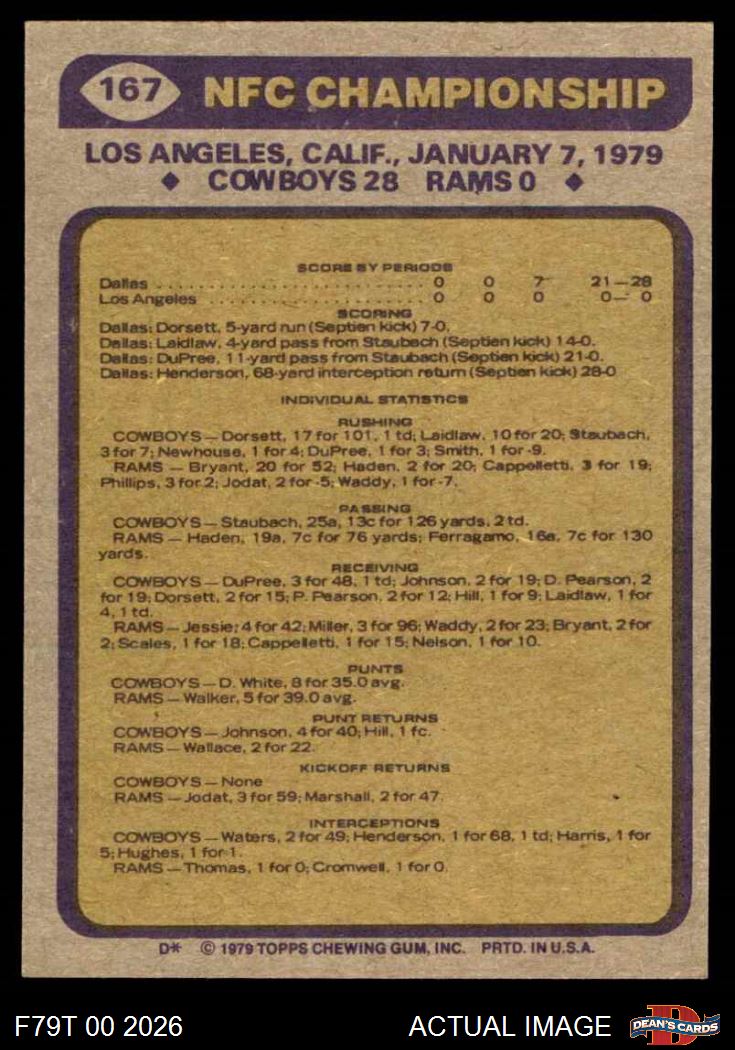 167 NFC CHAMPIONSHIP
LOS ANGELES, CALIF., JANUARY 7, 1979
◆ COWBOYS 28 RAMS 0 ◆
SCORE BY PERIODS
Dallas . . . . . . . . . . . . . . . . . . . . . . . . 0 0 7 21—28
Los Angeles . . . . . . . . . . . . . . . . . . . 0 0 0 0— 0
SCORING
Dallas: Dorsett, 5-yard run (Septien kick) 7-0.
Dallas: Laidlaw, 4-yard pass from Staubach (Septien kick) 14-0.
Dallas: DuPree, 11-yard pass from Staubach (Septien kick) 21-0.
Dallas: Henderson, 68-yard interception return (Septien kick) 28-0
INDIVIDUAL STATISTICS
RUSHING
COWBOYS — Dorsett, 17 for 101, 1 td; Laidlaw, 10 for 20; Staubach,
3 for 7; Newhouse, 1 for 4; DuPree, 1 for 3; Smith, 1 for -9.
RAMS — Bryant, 20 for 52; Haden, 2 for 20; Cappelletti, 3 for 19;
Phillips, 3 for 2; Jodat, 2 for -5; Waddy, 1 for -7.
PASSING
COWBOYS — Staubach, 25a, 13c for 126 yards, 2 td.
RAMS — Haden, 19a, 7c for 76 yards; Ferragamo, 16a, 7c for 130
yards.
RECEIVING
COWBOYS — DuPree, 3 for 48, 1 td; Johnson, 2 for 19; D. Pearson, 2
for 19; Dorsett, 2 for 15; P. Pearson, 2 for 12; Hill, 1 for 9; Laidlaw, 1 for
4, 1 td.
RAMS — Jessie; 4 for 42; Miller, 3 for 96; Waddy, 2 for 23; Bryant, 2 for
2; Scales, 1 for 18; Cappelletti, 1 for 15; Nelson, 1 for 10.
PUNTS
COWBOYS — D. White, 8 for 35.0 avg.
RAMS — Walker, 5 for 39.0 avg.
PUNT RETURNS
COWBOYS — Johnson, 4 for 40; Hill, 1 fc.
RAMS — Wallace, 2 for 22.
KICKOFF RETURNS
COWBOYS — None
RAMS — Jodat, 3 for 59; Marshall, 2 for 47.
INTERCEPTIONS
COWBOYS — Waters, 2 for 49; Henderson, 1 for 68, 1 td; Harris, 1 for
5; Hughes, 1 for 1.
RAMS — Thomas, 1 for 0; Cromwell, 1 for 0.
D* © 1979 TOPPS CHEWING GUM, INC. PRTD. IN U.S.A.
F79T 00 2026 ACTUAL IMAGE D DEAN'S CARDS